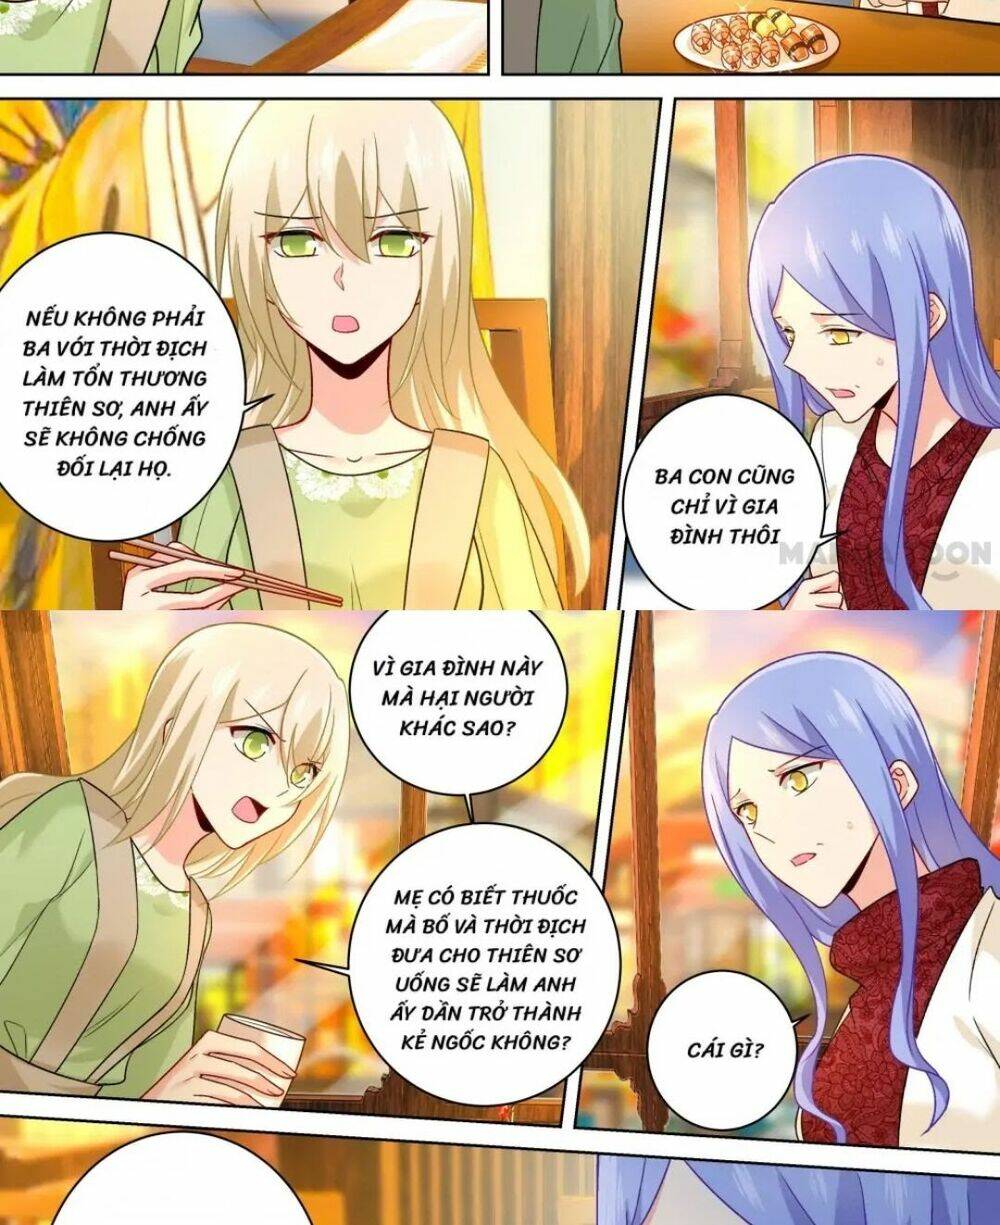 NẾU KHÔNG PHẢI
BA VỚI THỜI ĐỊCH
LÀM TỔN THƯƠNG
THIÊN SƠ, ANH ẤY
SẼ KHÔNG CHỐNG
ĐỐI LẠI HỌ.
BA CON CŨNG
CHỈ VÌ GIA
ĐÌNH THÔI
VÌ GIA ĐÌNH NÀY
MÀ HẠI NGƯỜI
KHÁC SAO?
MẸ CÓ BIẾT THUỐC
MÀ BỐ VÀ THỜI ĐỊCH
ĐƯA CHO THIÊN SƠ
UỐNG SẼ LÀM ANH
ẤY DẦN TRỞ THÀNH
KẺ NGỐC KHÔNG?
CÁI GÌ?